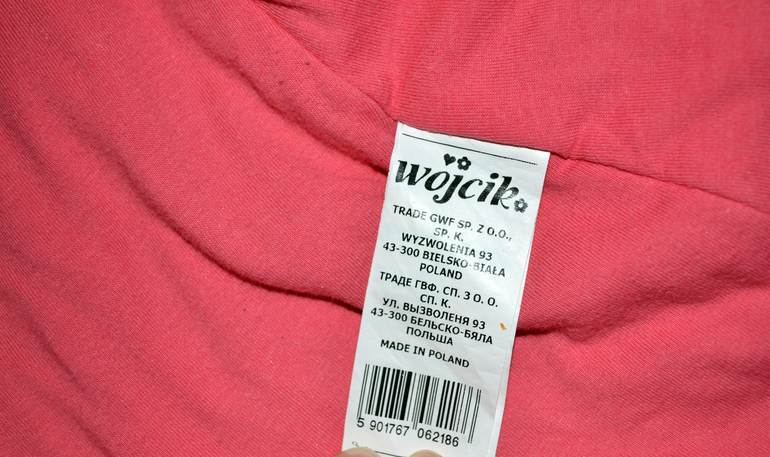 wójcik
TRADE GWF SP. Z O.O.,
SP. K.
WYZWOLENIA 93
43-300 BIELSKO-BIAŁA
POLAND
ТРАДЕ ГВФ. СП. З О. О.
СП. К.
УЛ. ВЫЗВОЛЕНЯ 93
43-300 БЕЛЬСКО-БЯЛА
ПОЛЬША
MADE IN POLAND
5 901767 062186